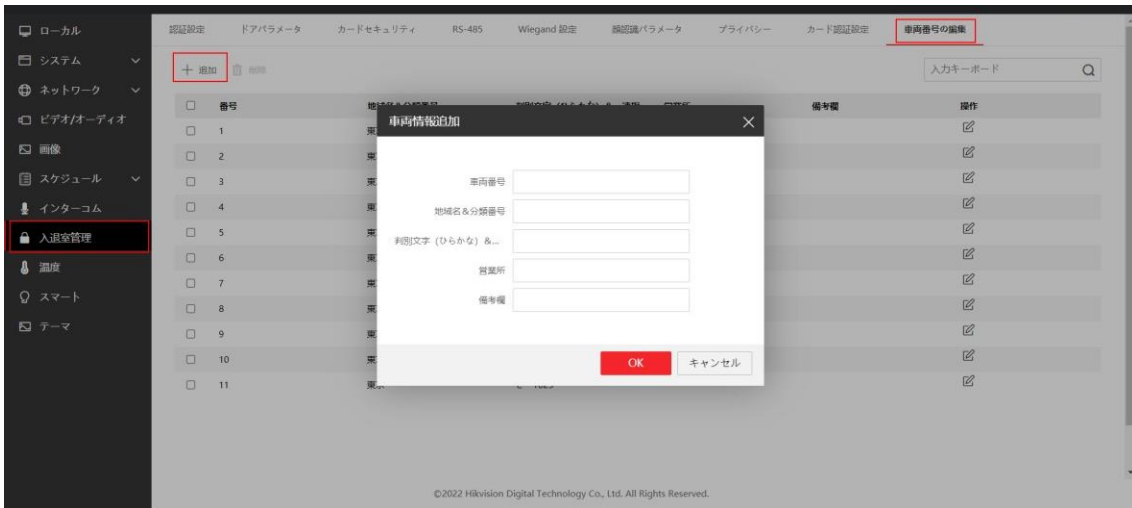 ローカル
システム
ネットワーク
ビデオ/オーディオ
画像
スケジュール
インターコム
入退室管理
温度
スマート
テーマ
認証設定 ドアパラメータ カードセキュリティ RS-485 Wiegand 設定 顔認識パラメータ プライバシー カード認証設定 車両番号の編集
追加
入力キーボード
番号 備考欄 操作
1
2
3
4
5
6
7
8
9
10
11 東京
車両情報追加
車両番号
地域名&分類番号
判別文字 (ひらかな) &...
営業所
備考欄
OK キャンセル
©2022 Hikvision Digital Technology Co., Ltd. All Rights Reserved.